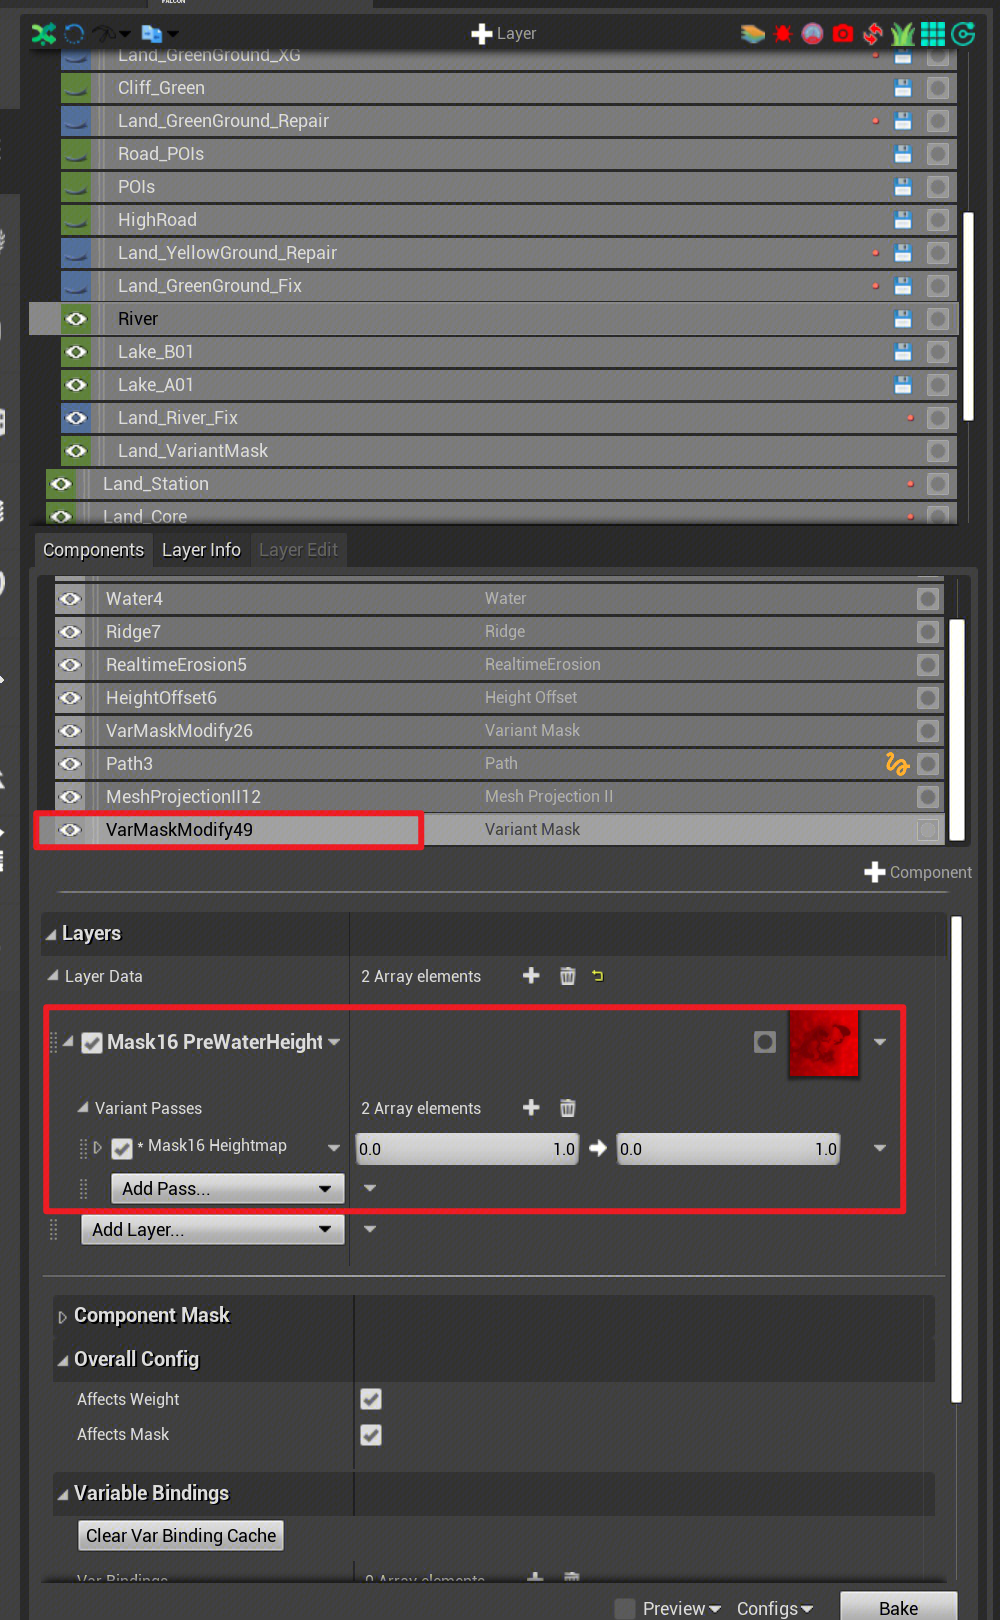 FALCON
Layer
Land_GreenGround_XG
Cliff_Green
Land_GreenGround_Repair
Road_POIs
POIs
HighRoad
Land_YellowGround_Repair
Land_GreenGround_Fix
River
Lake_B01
Lake_A01
Land_River_Fix
Land_VariantMask
Land_Station
Land_Core
Components Layer Info Layer Edit
Water4 Water
Ridge7 Ridge
RealtimeErosion5 RealtimeErosion
HeightOffset6 Height Offset
VarMaskModify26 Variant Mask
Path3 Path
MeshProjectionII12 Mesh Projection II
VarMaskModify49 Variant Mask
Component
Layers
Layer Data 2 Array elements
Mask16 PreWaterHeight
Variant Passes 2 Array elements
* Mask16 Heightmap 0.0 1.0 0.0 1.0
Add Pass...
Add Layer...
Component Mask
Overall Config
Affects Weight
Affects Mask
Variable Bindings
Clear Var Binding Cache
Var Bindings 0 Array elements
Preview Configs Bake